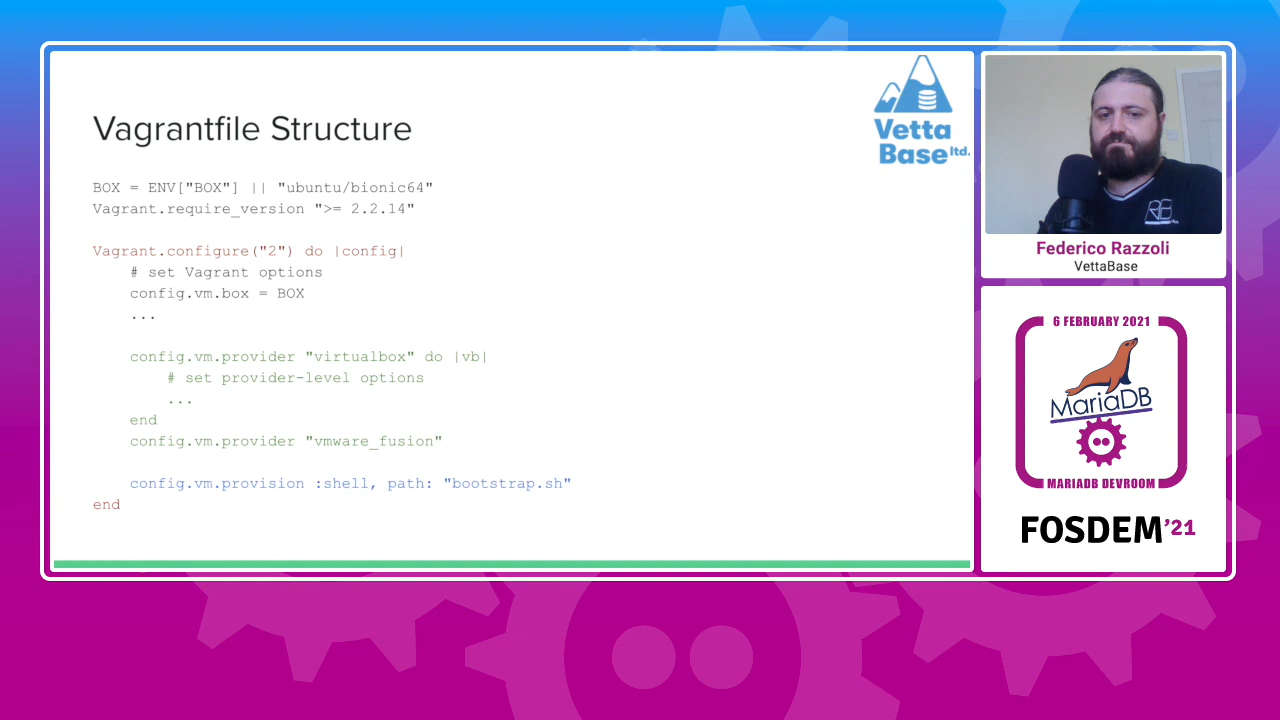 Vagrantfile Structure
BOX = ENV["BOX"] || "ubuntu/bionic64"
Vagrant.require_version ">= 2.2.14"
Vagrant.configure("2") do |config|
# set Vagrant options
config.vm.box = BOX
...
config.vm.provider "virtualbox" do |vb|
# set provider-level options
...
end
config.vm.provider "vmware_fusion"
config.vm.provision :shell, path: "bootstrap.sh"
end
Vetta
Base ltd.
Federico Razzoli
VettaBase
6 FEBRUARY 2021
MariaDB
MARIADB DEVROOM
FOSDEM'21